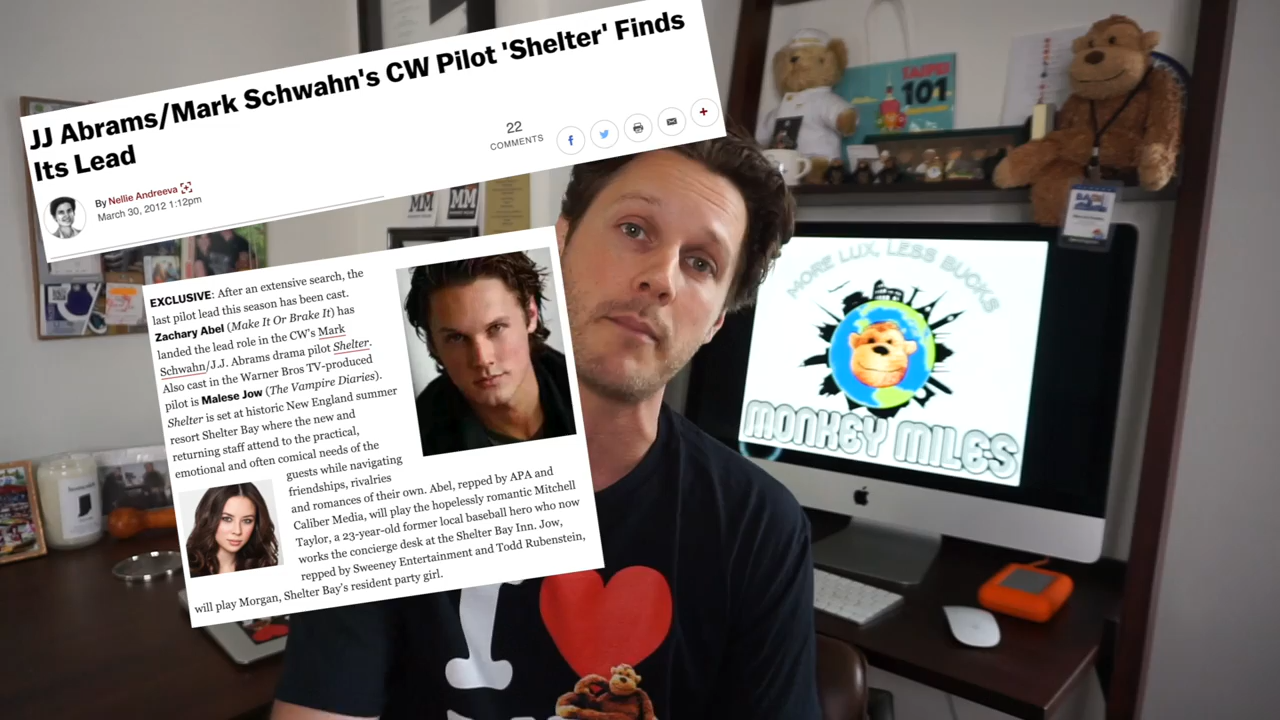 JJ Abrams/Mark Schwahn's CW Pilot 'Shelter' Finds
Its Lead
22
COMMENTS
By Nellie Andreeva
March 30, 2012 1:12pm
EXCLUSIVE: After an extensive search, the
last pilot lead this season has been cast.
Zachary Abel (Make It Or Brake It) has
landed the lead role in the CW's Mark
Schwahn/J.J. Abrams drama pilot Shelter.
Also cast in the Warner Bros TV-produced
pilot is Malese Jow (The Vampire Diaries).
Shelter is set at historic New England summer
resort Shelter Bay where the new and
returning staff attend to the practical,
emotional and often comical needs of the
guests while navigating
friendships, rivalries
and romances of their own. Abel, repped by APA and
Caliber Media, will play the hopelessly romantic Mitchell
Taylor, a 23-year-old former local baseball hero who now
works the concierge desk at the Shelter Bay Inn. Jow,
repped by Sweeney Entertainment and Todd Rubenstein,
will play Morgan, Shelter Bay's resident party girl.
MM
MM
TAIPEI
101
MORE LUX, LESS BUCKS
MONKEY MILES
I